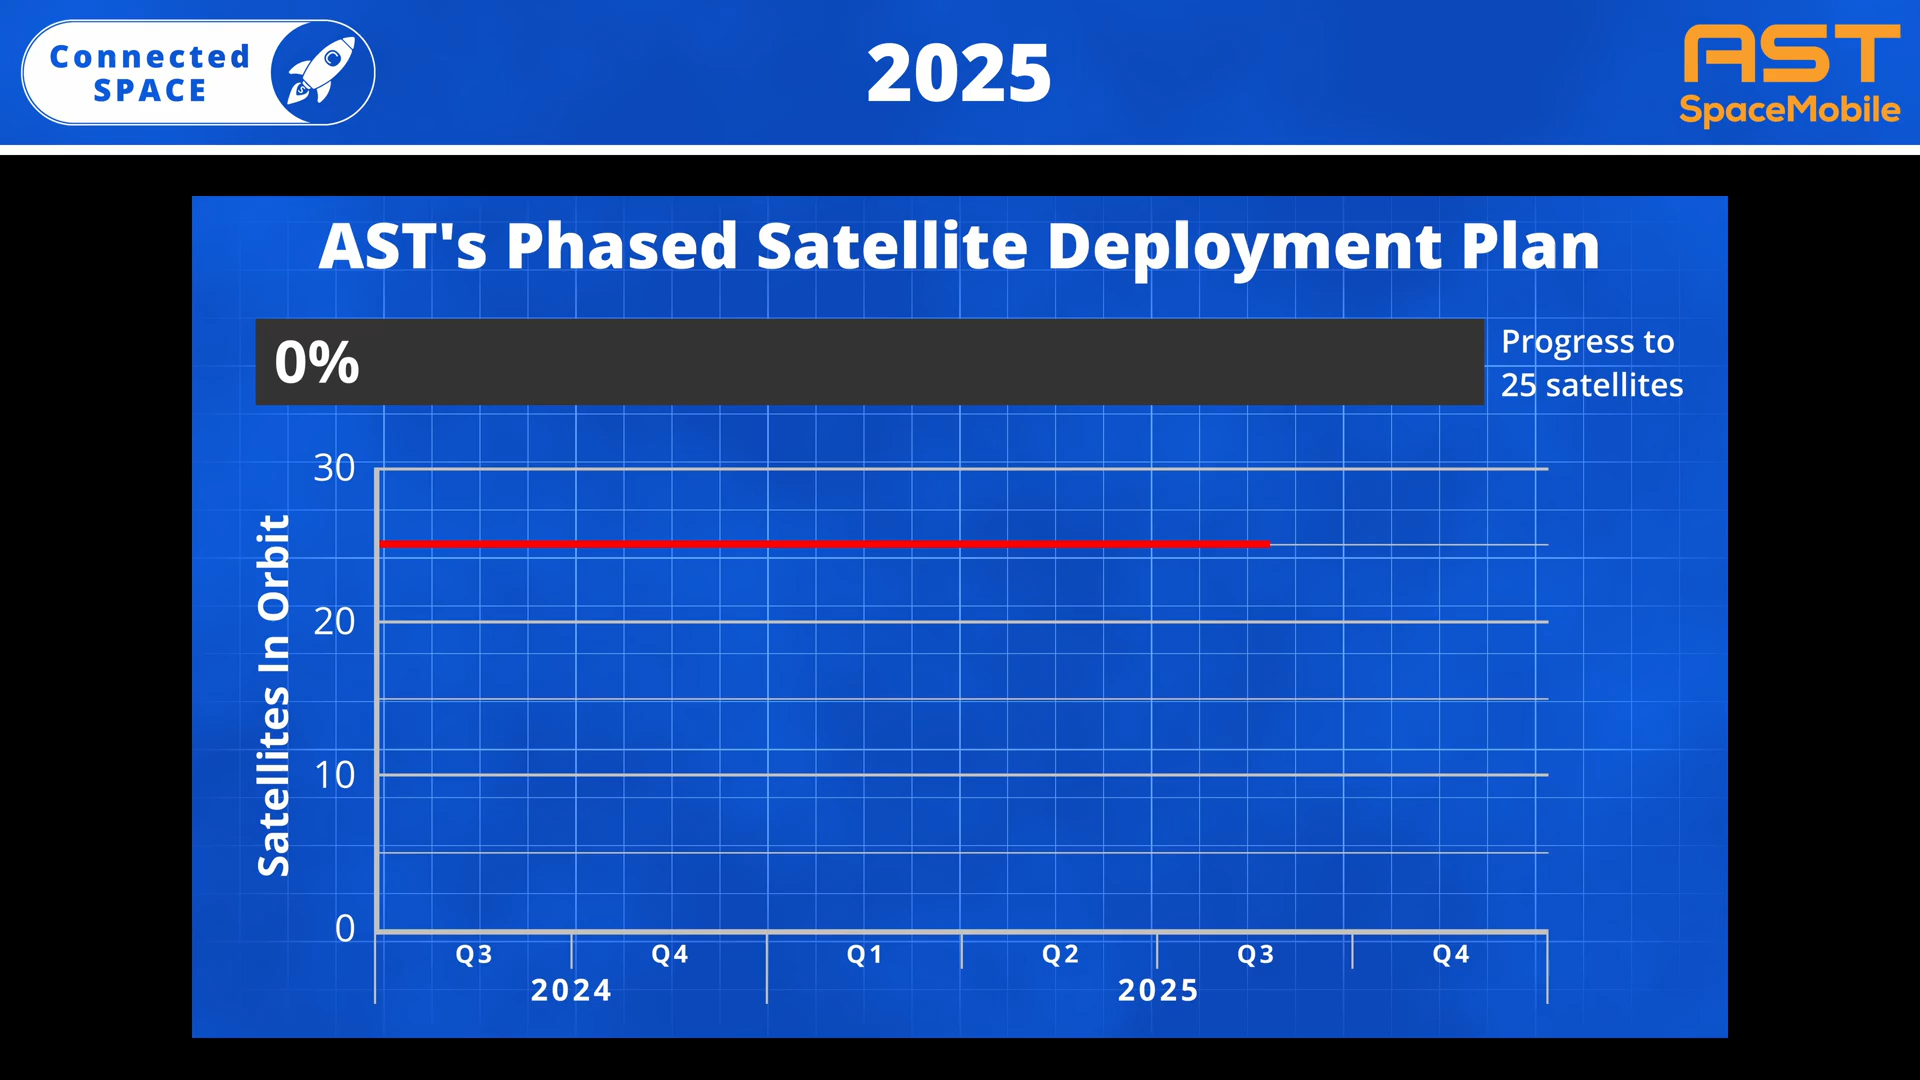 Connected
SPACE
2025
AST
SpaceMobile
AST's Phased Satellite Deployment Plan
0%
Progress to
25 satellites
Satellites In Orbit
30
20
10
0
Q3 Q4 Q1 Q2 Q3 Q4
2024 2025